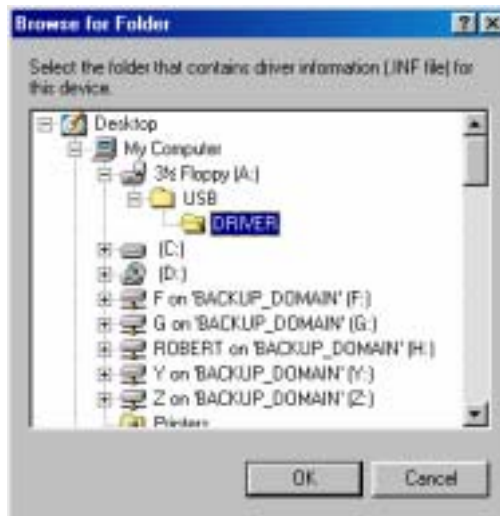 Browse for Folder
Select the folder that contains driver information (.INF file) for
this device.
Desktop
My Computer
3½ Floppy (A:)
USB
DRIVER
(C:)
(D:)
F on 'BACKUP_DOMAIN' (F:)
G on 'BACKUP_DOMAIN' (G:)
ROBERT on 'BACKUP_DOMAIN' (H:)
Y on 'BACKUP_DOMAIN' (Y:)
Z on 'BACKUP_DOMAIN' (Z:)
Printers
OK
Cancel